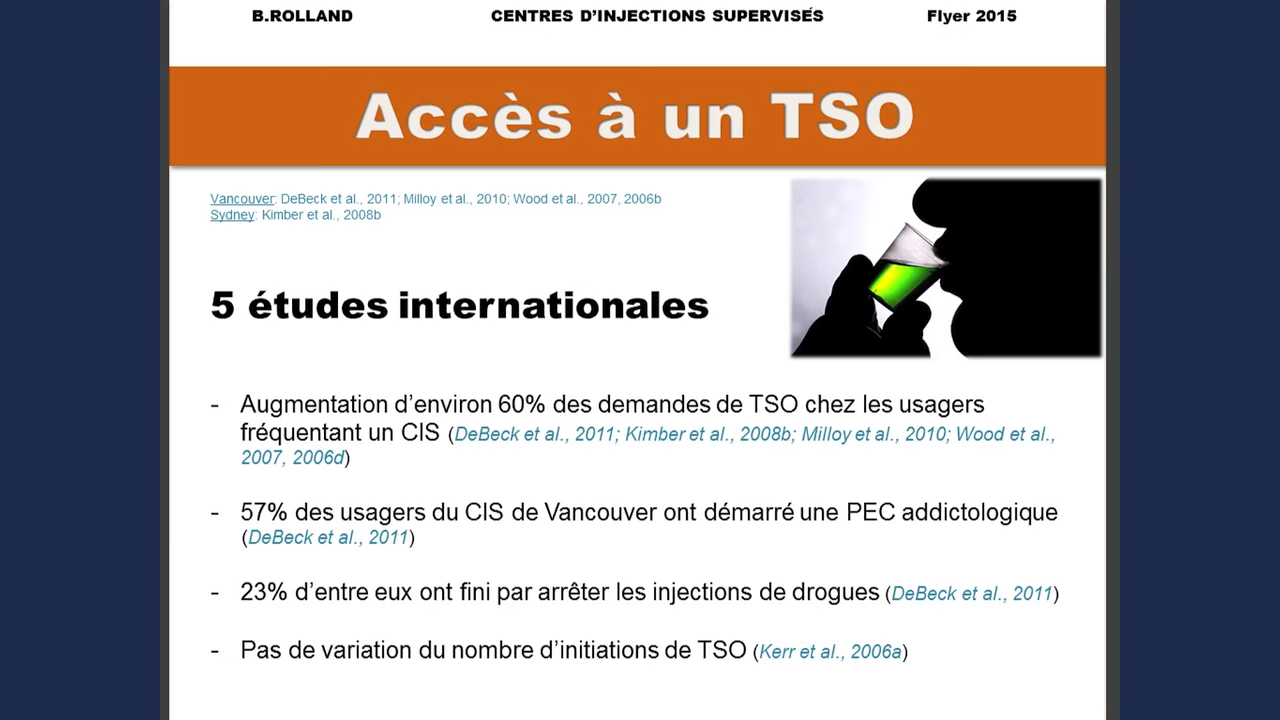 B.ROLLAND CENTRES D’INJECTIONS SUPERVISÉS Flyer 2015
Accès à un TSO
Vancouver: DeBeck et al., 2011; Milloy et al., 2010; Wood et al., 2007, 2006b
Sydney: Kimber et al., 2008b
5 études internationales
- Augmentation d’environ 60% des demandes de TSO chez les usagers
fréquentant un CIS (DeBeck et al., 2011; Kimber et al., 2008b; Milloy et al., 2010; Wood et al.,
2007, 2006d)
- 57% des usagers du CIS de Vancouver ont démarré une PEC addictologique
(DeBeck et al., 2011)
- 23% d’entre eux ont fini par arrêter les injections de drogues (DeBeck et al., 2011)
- Pas de variation du nombre d’initiations de TSO (Kerr et al., 2006a)